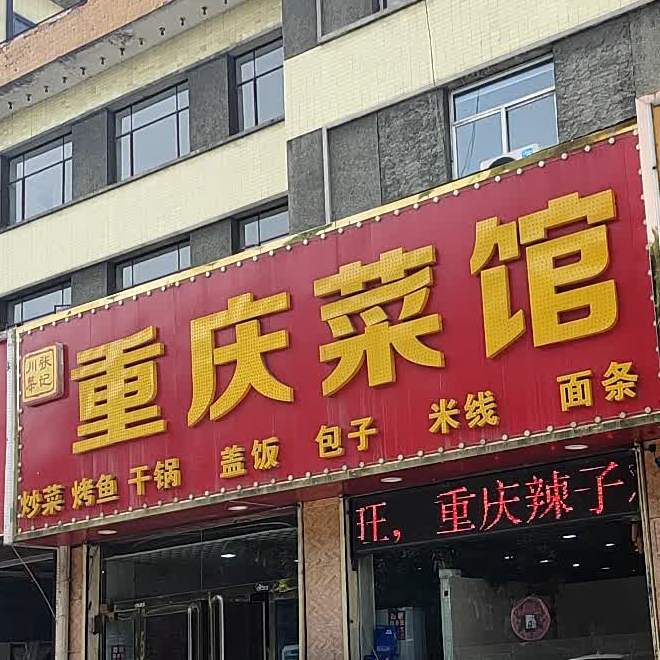 张记
川渠
重庆菜馆
炒菜 烤鱼 干锅 盖饭 包子 米线 面条
旺，重庆辣子